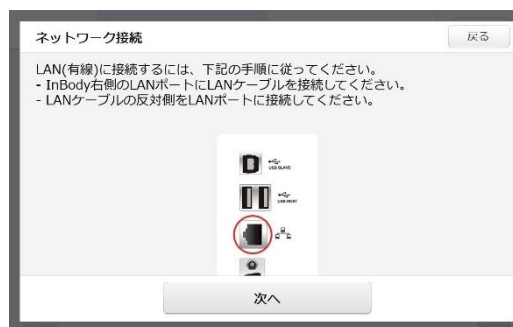 ネットワーク接続
戻る
LAN(有線)に接続するには、下記の手順に従ってください。
- InBody右側のLANポートにLANケーブルを接続してください。
- LANケーブルの反対側をLANポートに接続してください。
USB SLAVE
USB HOST
次へ